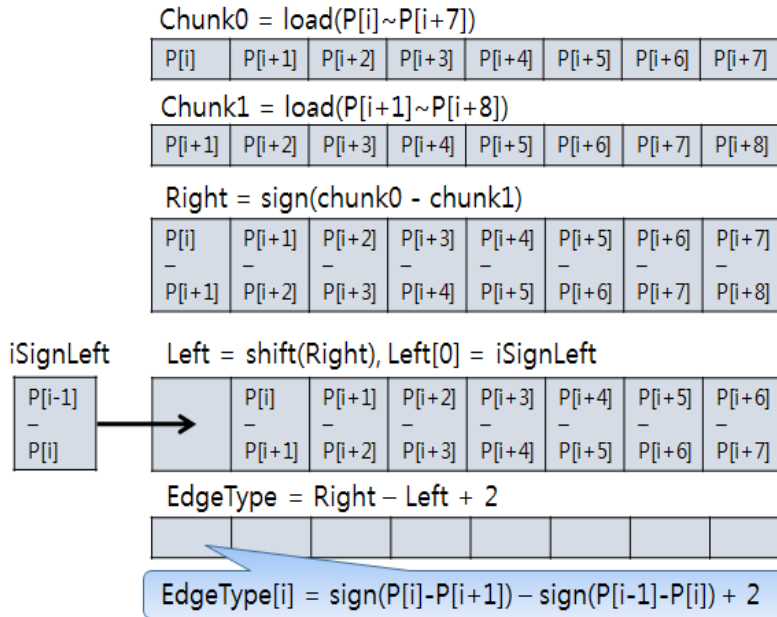 Chunk0 = load(P[i]~P[i+7])
P[i] P[i+1] P[i+2] P[i+3] P[i+4] P[i+5] P[i+6] P[i+7]
Chunk1 = load(P[i+1]~P[i+8])
P[i+1] P[i+2] P[i+3] P[i+4] P[i+5] P[i+6] P[i+7] P[i+8]
Right = sign(chunk0 - chunk1)
P[i] P[i+1] P[i+2] P[i+3] P[i+4] P[i+5] P[i+6] P[i+7]
– – – – – – – –
P[i+1] P[i+2] P[i+3] P[i+4] P[i+5] P[i+6] P[i+7] P[i+8]
iSignLeft Left = shift(Right), Left[0] = iSignLeft
P[i-1] P[i] P[i+1] P[i+2] P[i+3] P[i+4] P[i+5] P[i+6]
– – – – – – – –
P[i] P[i+1] P[i+2] P[i+3] P[i+4] P[i+5] P[i+6] P[i+7]
EdgeType = Right – Left + 2
EdgeType[i] = sign(P[i]-P[i+1]) – sign(P[i-1]-P[i]) + 2